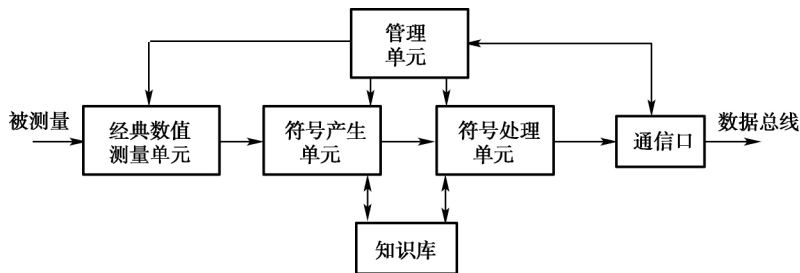 管理
单元
被测量
经典数值
测量单元
符号产生
单元
符号处理
单元
通信口
数据总线
知识库